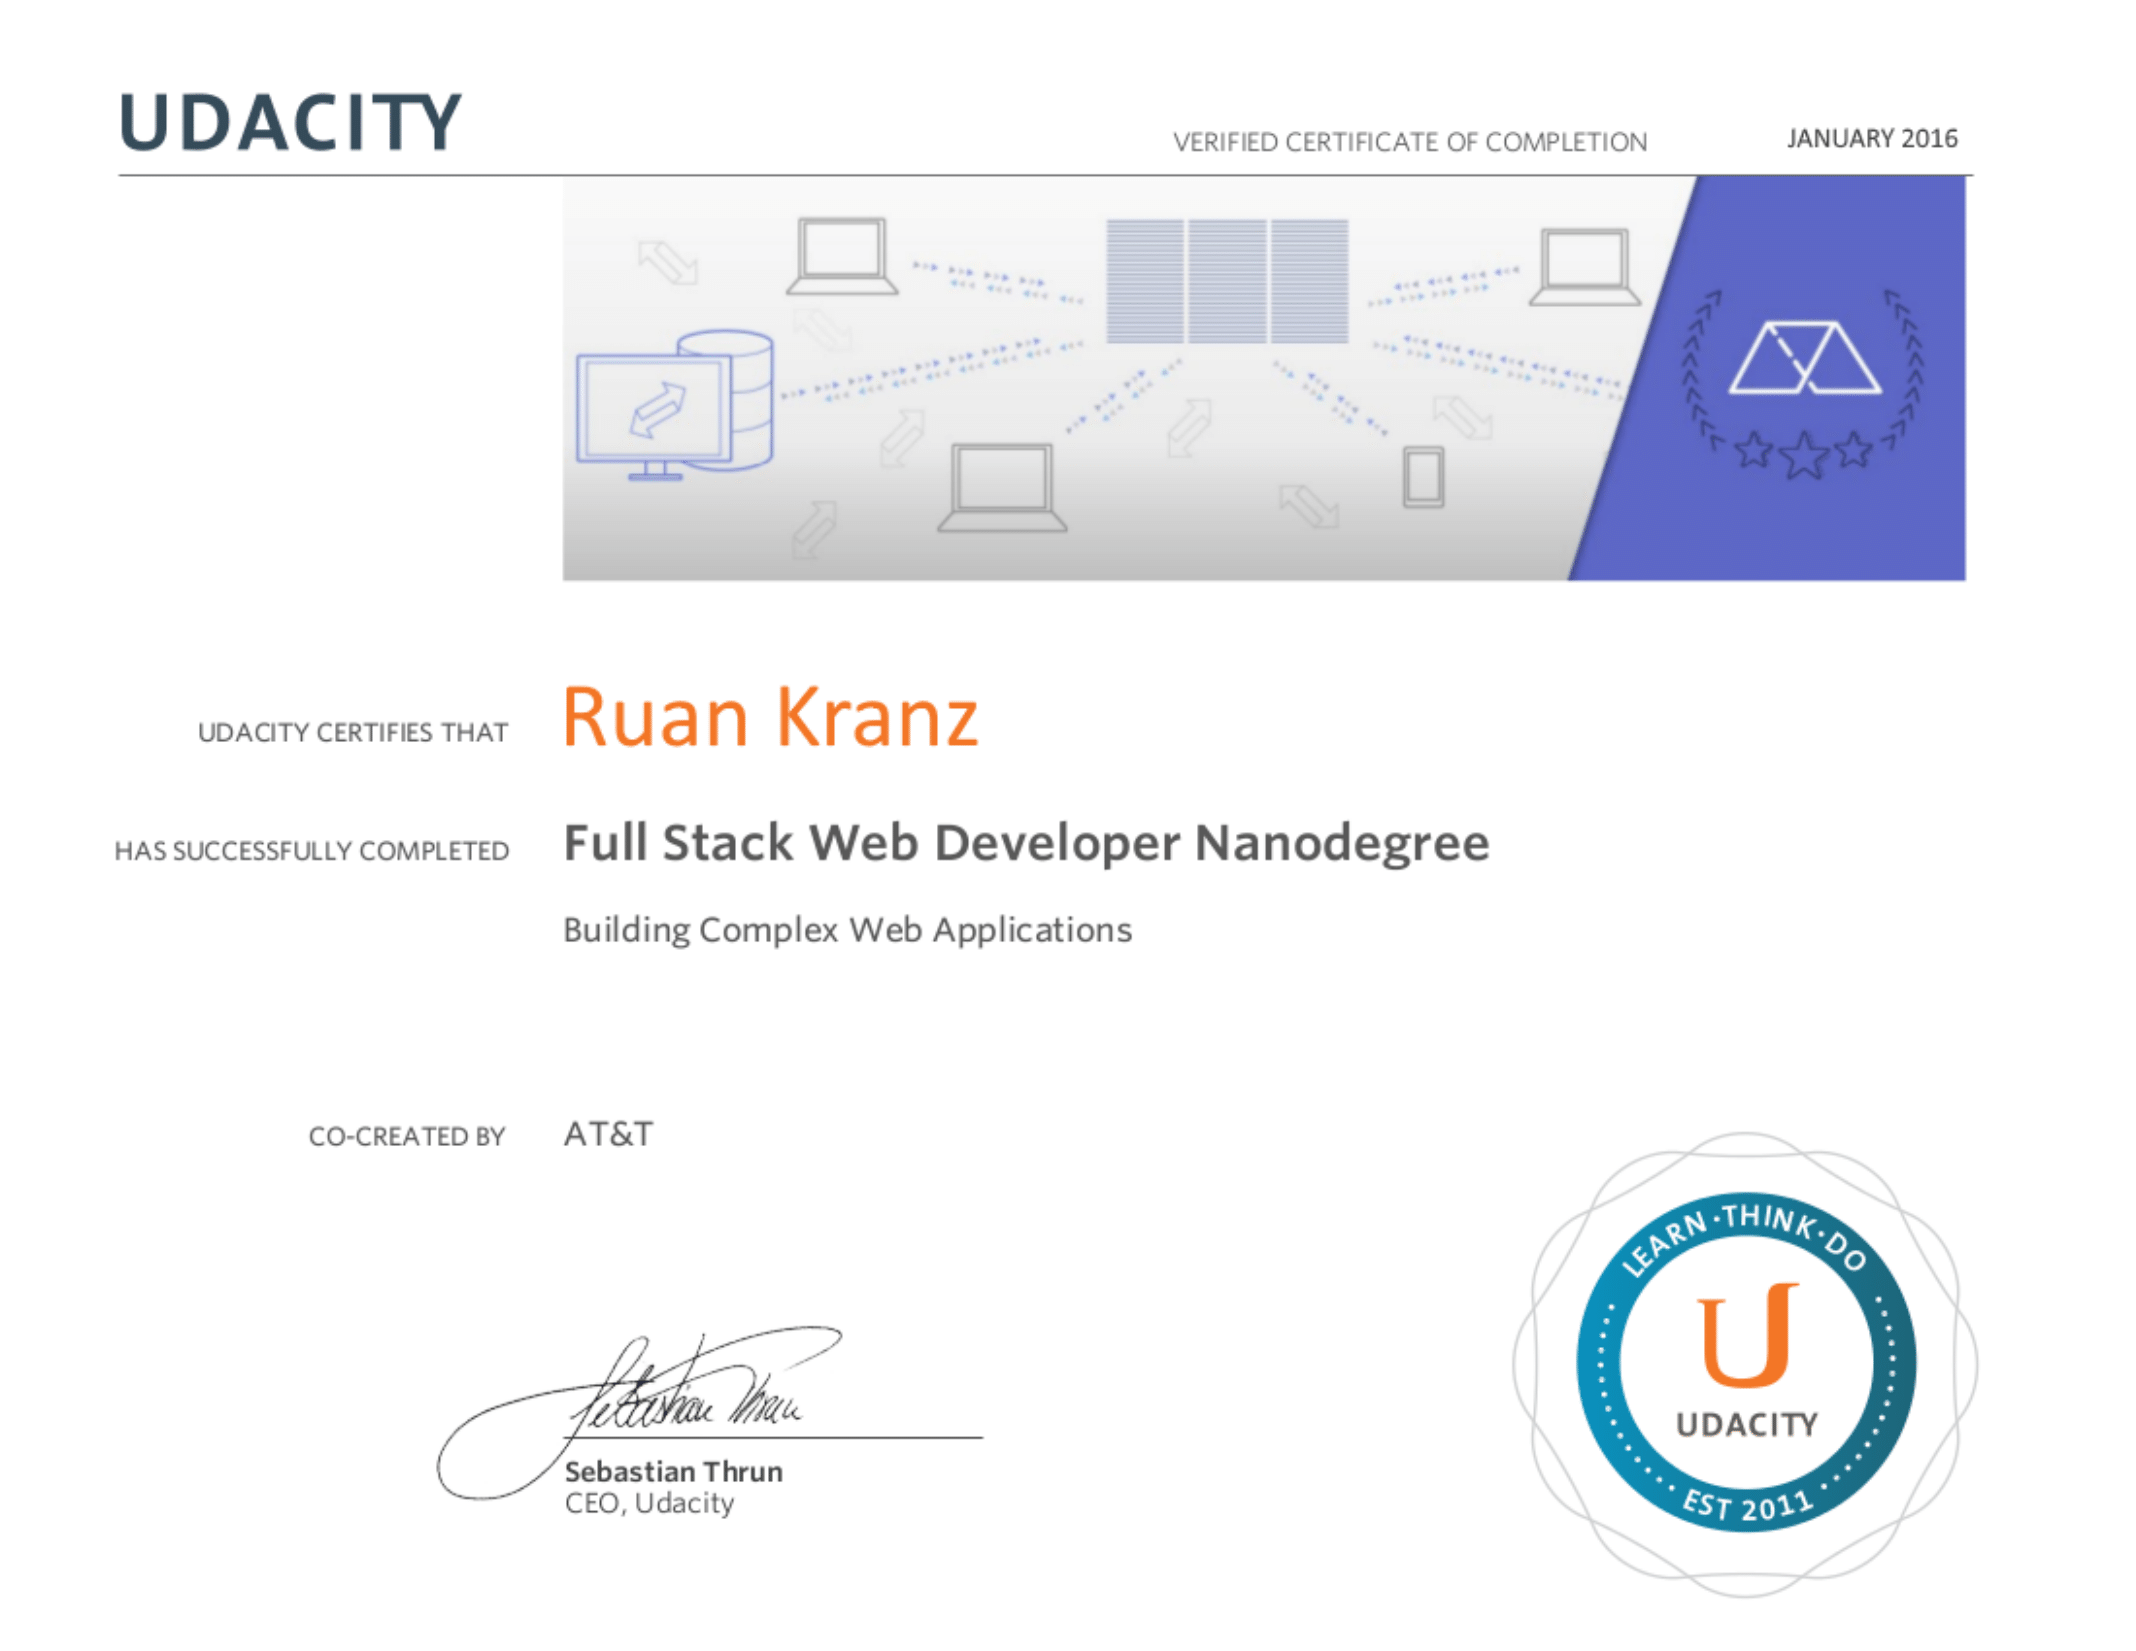 UDACITY
VERIFIED CERTIFICATE OF COMPLETION
JANUARY 2016
UDACITY CERTIFIES THAT
Ruan Kranz
HAS SUCCESSFULLY COMPLETED
Full Stack Web Developer Nanodegree
Building Complex Web Applications
CO-CREATED BY
AT&T
Sebastian Thrun
Sebastian Thrun
CEO, Udacity
LEARN·THINK·DO
U
UDACITY
EST 2011